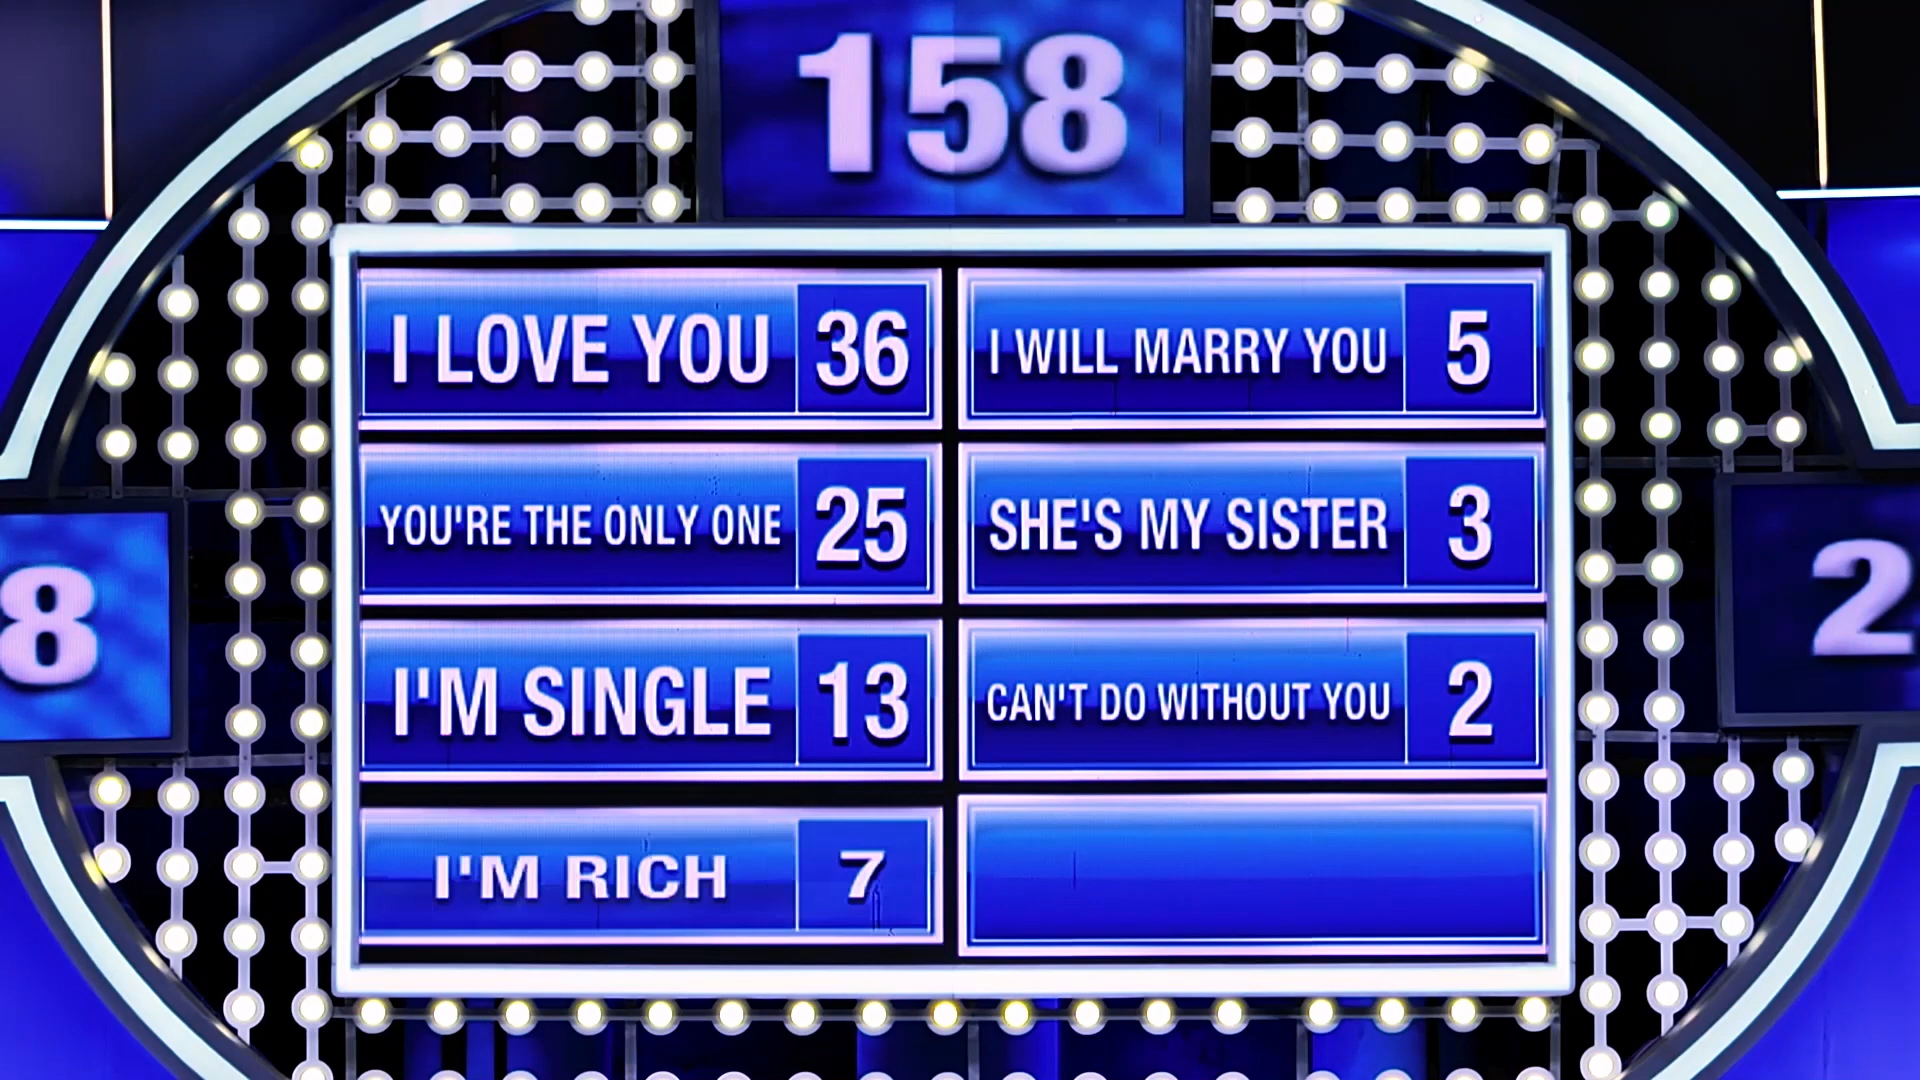 158
I LOVE YOU 36
I WILL MARRY YOU 5
YOU'RE THE ONLY ONE 25
SHE'S MY SISTER 3
8
2
I'M SINGLE 13
CAN'T DO WITHOUT YOU 2
I'M RICH 7